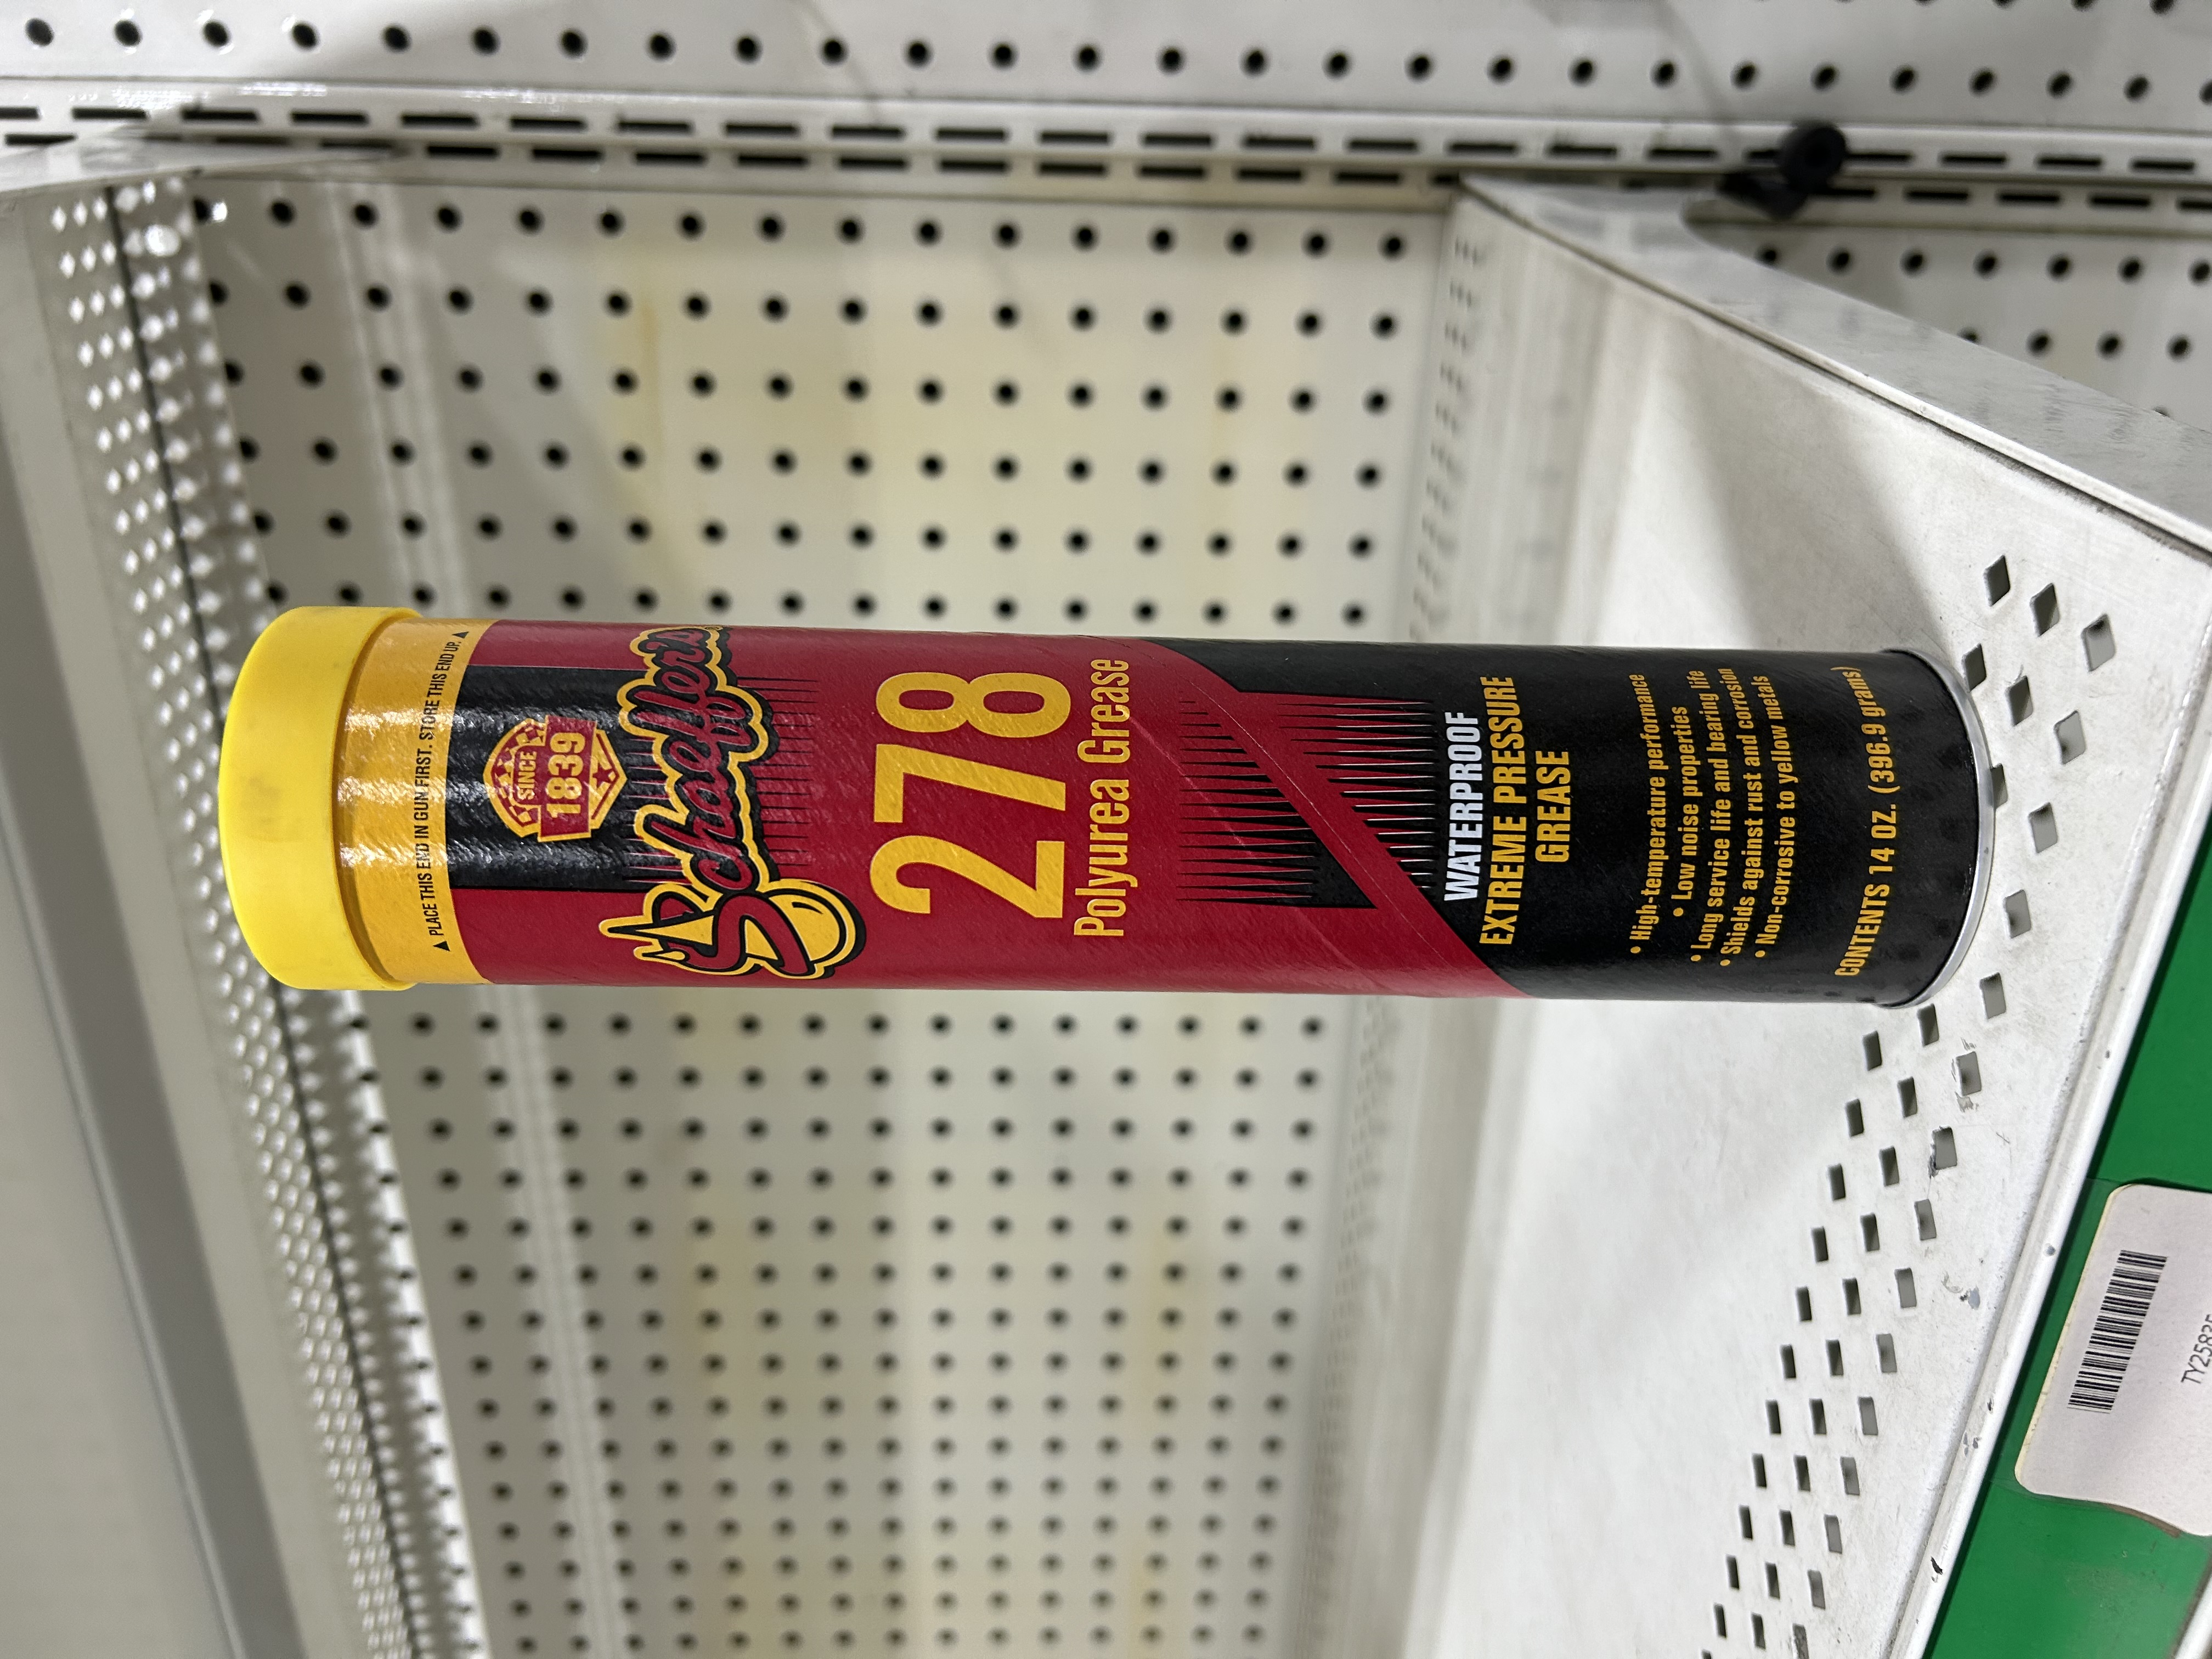 ▲ PLACE THIS END IN GUN FIRST. STORE THIS END UP. ▲
SINCE
1839
Schaeffer's
278
Polyurea Grease
WATERPROOF
EXTREME PRESSURE
GREASE
• High-temperature performance
• Low noise properties
• Long service life and bearing life
• Shields against rust and corrosion
• Non-corrosive to yellow metals
CONTENTS 14 OZ. (396.9 grams)